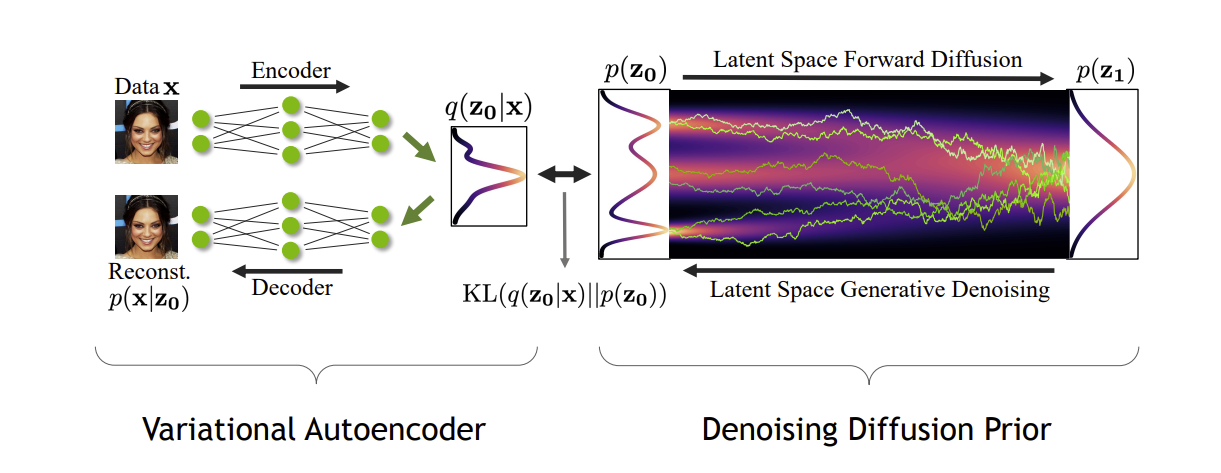 Data x
Encoder
q(z₀|x)
p(z₀)
Latent Space Forward Diffusion
p(z₁)
Reconst.
p(x|z₀)
Decoder
KL(q(z₀|x)||p(z₀))
Latent Space Generative Denoising
Variational Autoencoder
Denoising Diffusion Prior